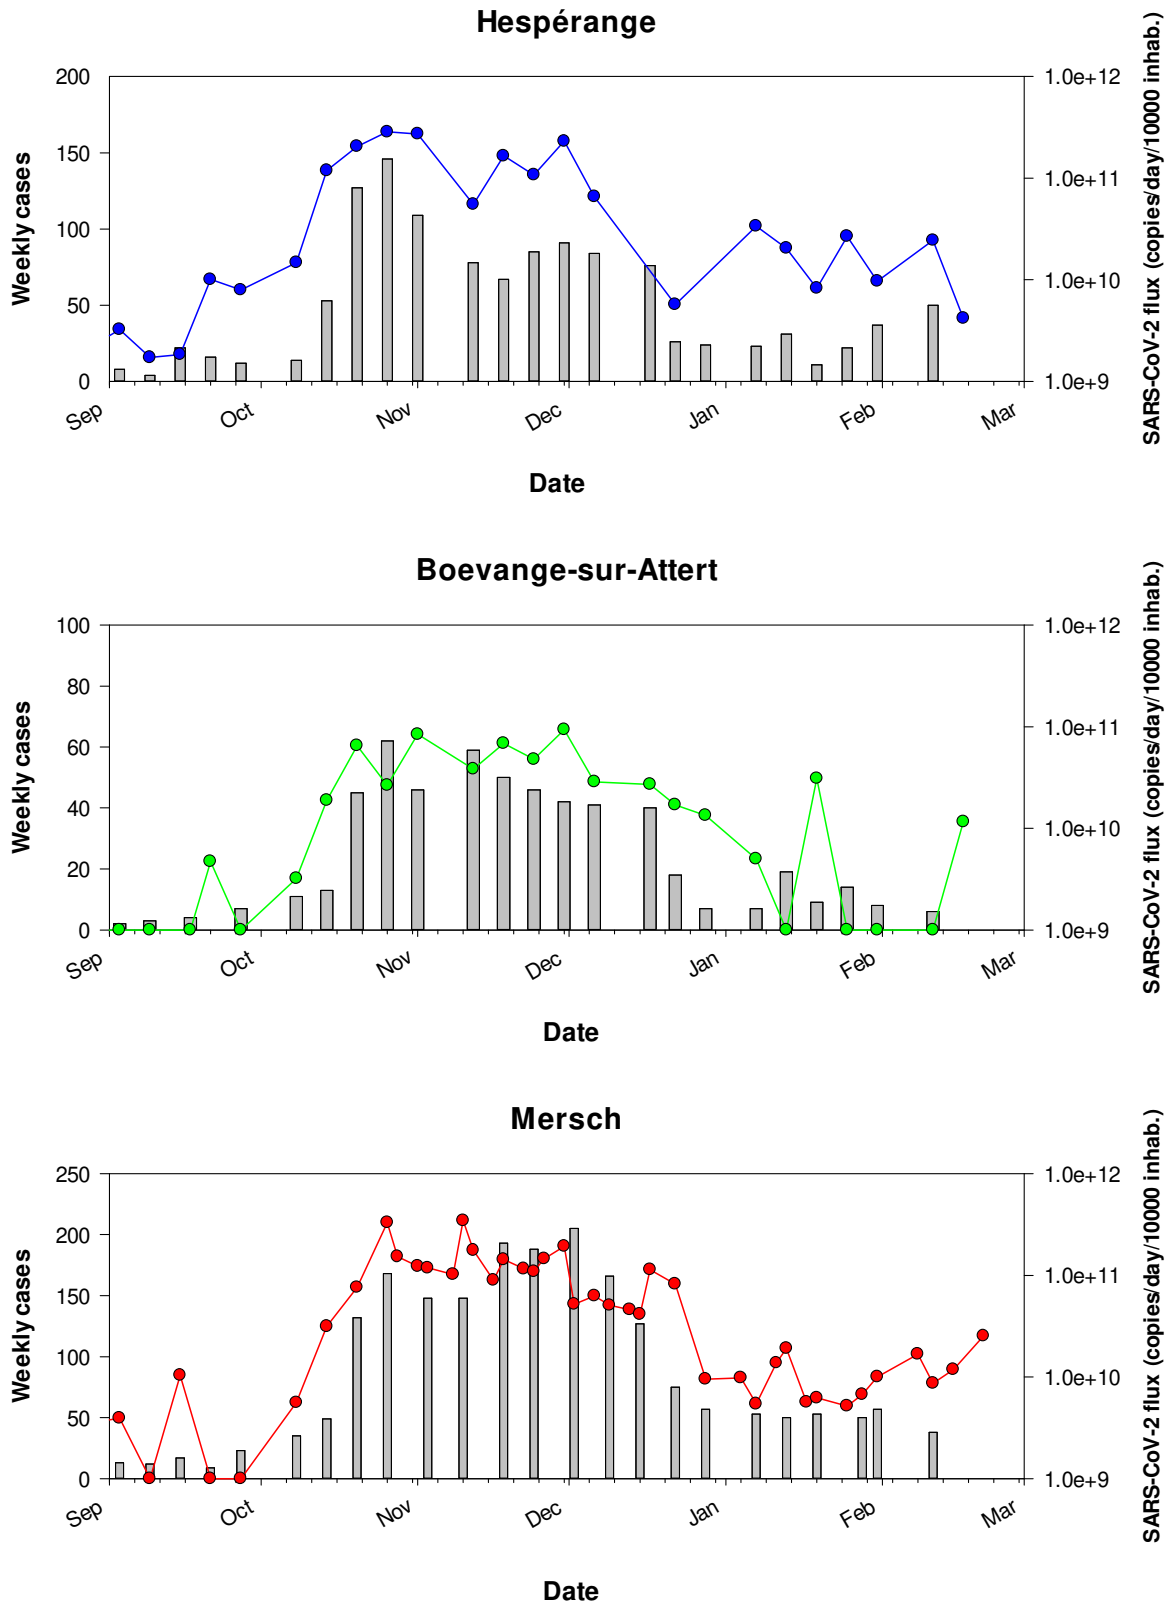 Hespérange
Weekly cases
200
150
100
50
0
1.0e+12
1.0e+11
1.0e+10
1.0e+9
SARS-CoV-2 flux (copies/day/10000 inhab.)
Sep Oct Nov Dec Jan Feb Mar
Date
Boevange-sur-Attert
Weekly cases
100
80
60
40
20
0
1.0e+12
1.0e+11
1.0e+10
1.0e+9
SARS-CoV-2 flux (copies/day/10000 inhab.)
Sep Oct Nov Dec Jan Feb Mar
Date
Mersch
Weekly cases
250
200
150
100
50
0
1.0e+12
1.0e+11
1.0e+10
1.0e+9
SARS-CoV-2 flux (copies/day/10000 inhab.)
Sep Oct Nov Dec Jan Feb Mar
Date